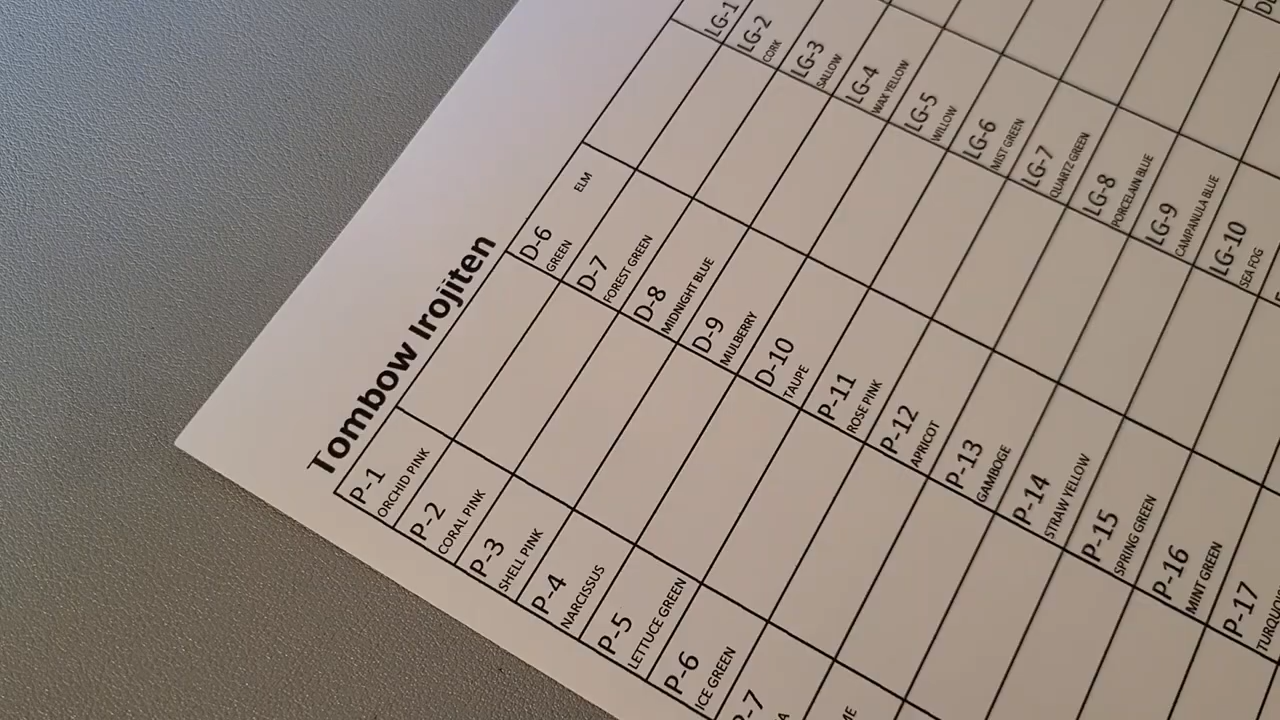 Tombow Irojiten
P-1
ORCHID PINK
P-2
CORAL PINK
P-3
SHELL PINK
P-4
NARCISSUS
P-5
LETTUCE GREEN
P-6
ICE GREEN
P-7
D-6
ELM
GREEN
D-7
FOREST GREEN
D-8
MIDNIGHT BLUE
D-9
MULBERRY
D-10
TAUPE
P-11
ROSE PINK
P-12
APRICOT
P-13
GAMBOGE
P-14
STRAW YELLOW
P-15
SPRING GREEN
P-16
MINT GREEN
P-17
LG-1
LG-2
CORK
LG-3
SALLOW
LG-4
WAX YELLOW
LG-5
WILLOW
LG-6
MIST GREEN
LG-7
QUARTZ GREEN
LG-8
PORCELAIN BLUE
LG-9
CAMPANULA BLUE
LG-10
SEA FOG